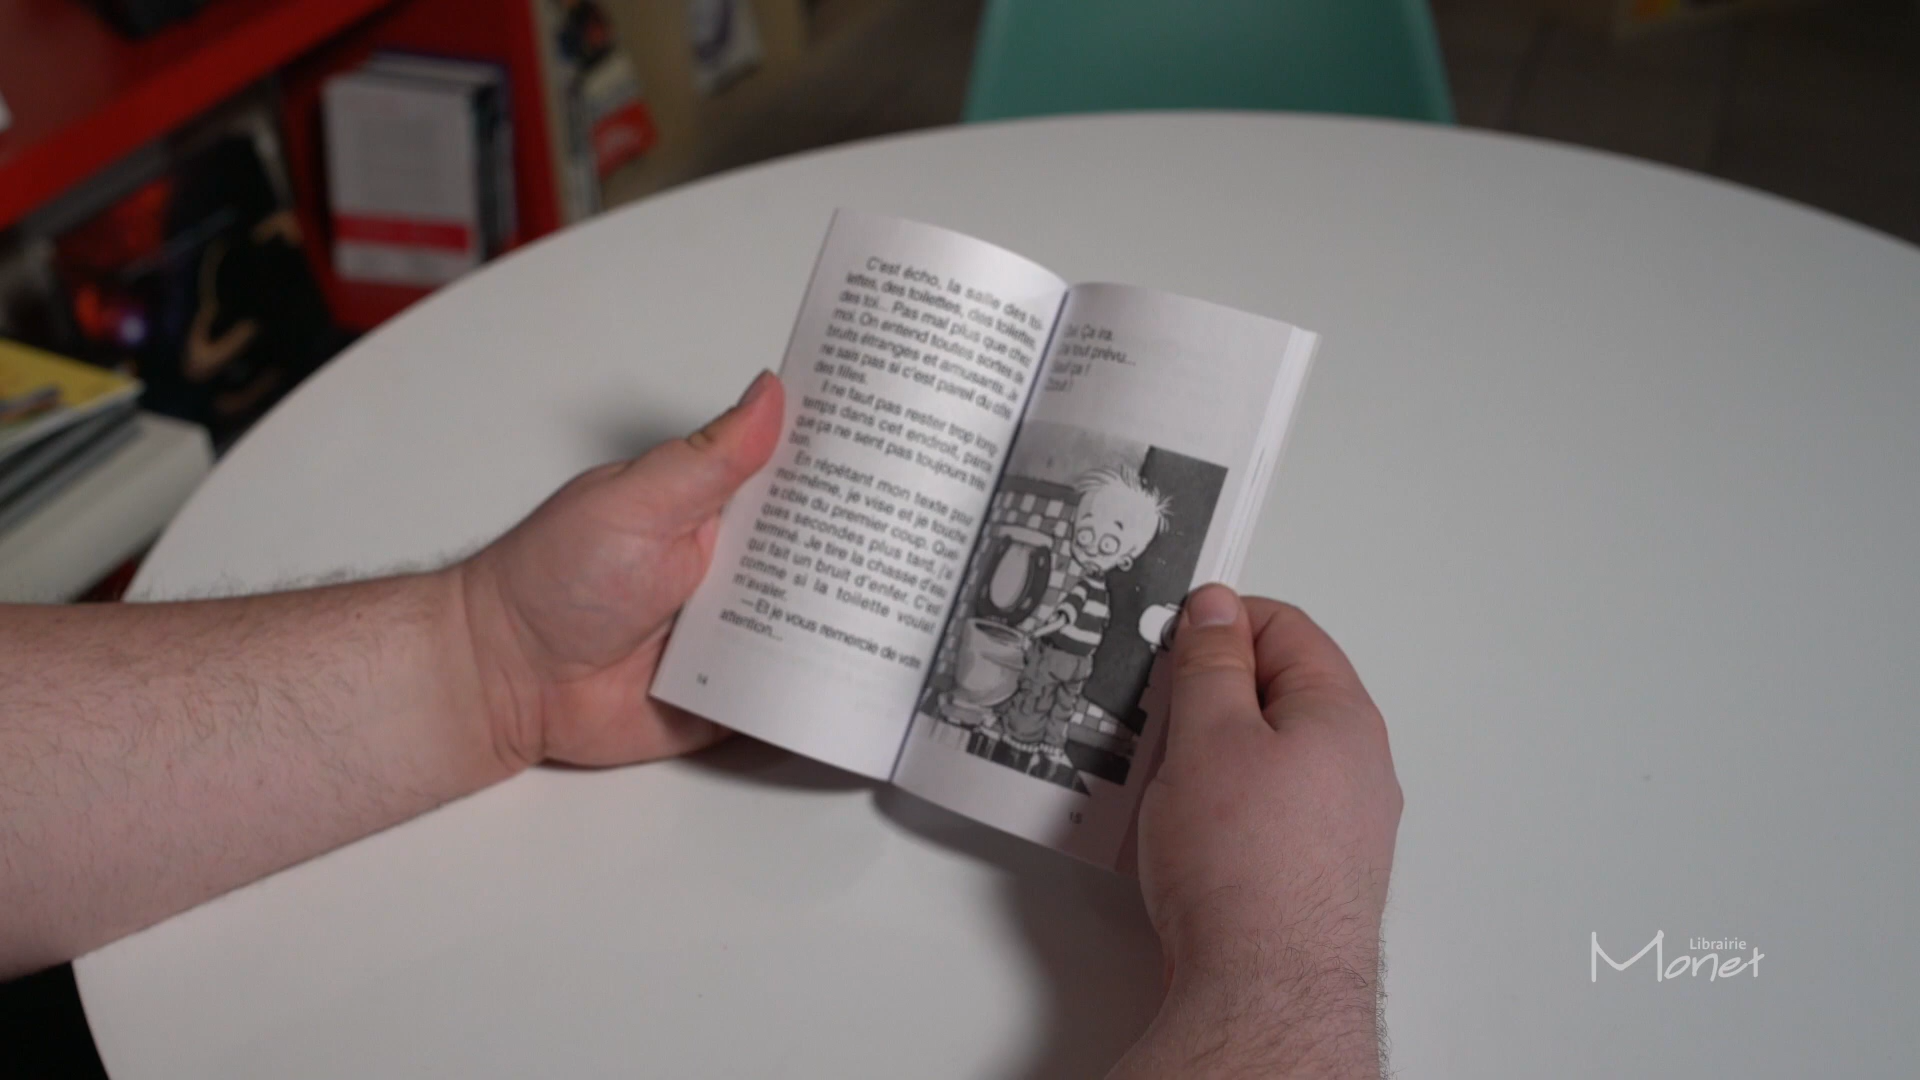 C'est écho, la salle des toi-
lettes, des toilettes, des toilettes,
des toi... Pas mal plus que chez
moi. On entend toutes sortes de
bruits étranges et amusants. Je
ne sais pas si c'est pareil du côté
des filles.
Il ne faut pas rester trop long-
temps dans cet endroit, parce
que ça ne sent pas toujours très
bon.
En répétant mon texte pour
moi-même, je vise et je touche
la cible du premier coup. Quel-
ques secondes plus tard, j'ai
terminé. Je tire la chasse d'eau
qui fait un bruit d'enfer. C'est
comme si la toilette voulait
m'avaler.
— Et je vous remercie de votre
attention...
14
Ça ira.
tout prévu...
ça !
15
Librairie
Monet